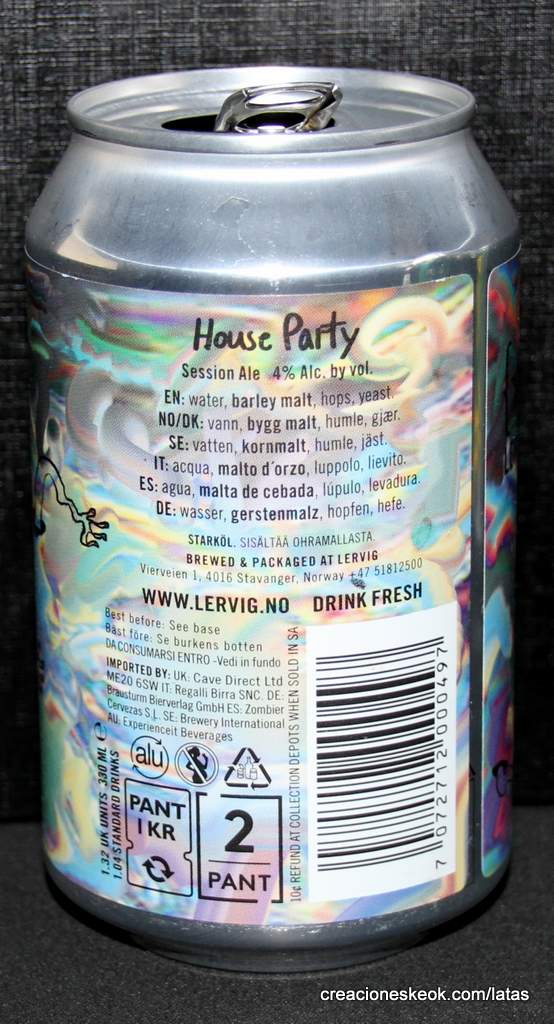 House Party
Session Ale 4% Alc. by vol.
EN: water, barley malt, hops, yeast.
NO/DK: vann, bygg malt, humle, gjær.
SE: vatten, kornmalt, humle, jäst.
IT: acqua, malto d'orzo, luppolo, lievito.
ES: agua, malta de cebada, lúpulo, levadura.
DE: wasser, gerstenmalz, hopfen, hefe.
STARKÖL. SISÄLTÄÄ OHRAMALLASTA.
BREWED & PACKAGED AT LERVIG
Vierveien 1, 4016 Stavanger, Norway +47 51812500
WWW.LERVIG.NO DRINK FRESH
Best before: See base
Bäst före: Se burkens botten
DA CONSUMARSI ENTRO -Vedi in fundo
IMPORTED BY: UK: Cave Direct Ltd
ME20 6SW IT: Regalli Birra SNC. DE:
Brausturm Bierverlag GmbH ES: Zombier
Cervezas S.L. SE: Brewery International
AU: Experienceit Beverages
alu
1.32 UK UNITS 330 ML e
1.04 STANDARD DRINKS
PANT
1 KR
2
PANT
10¢ REFUND AT COLLECTION DEPOTS WHEN SOLD IN SA
7 072712 000497
creacioneskeok.com/latas